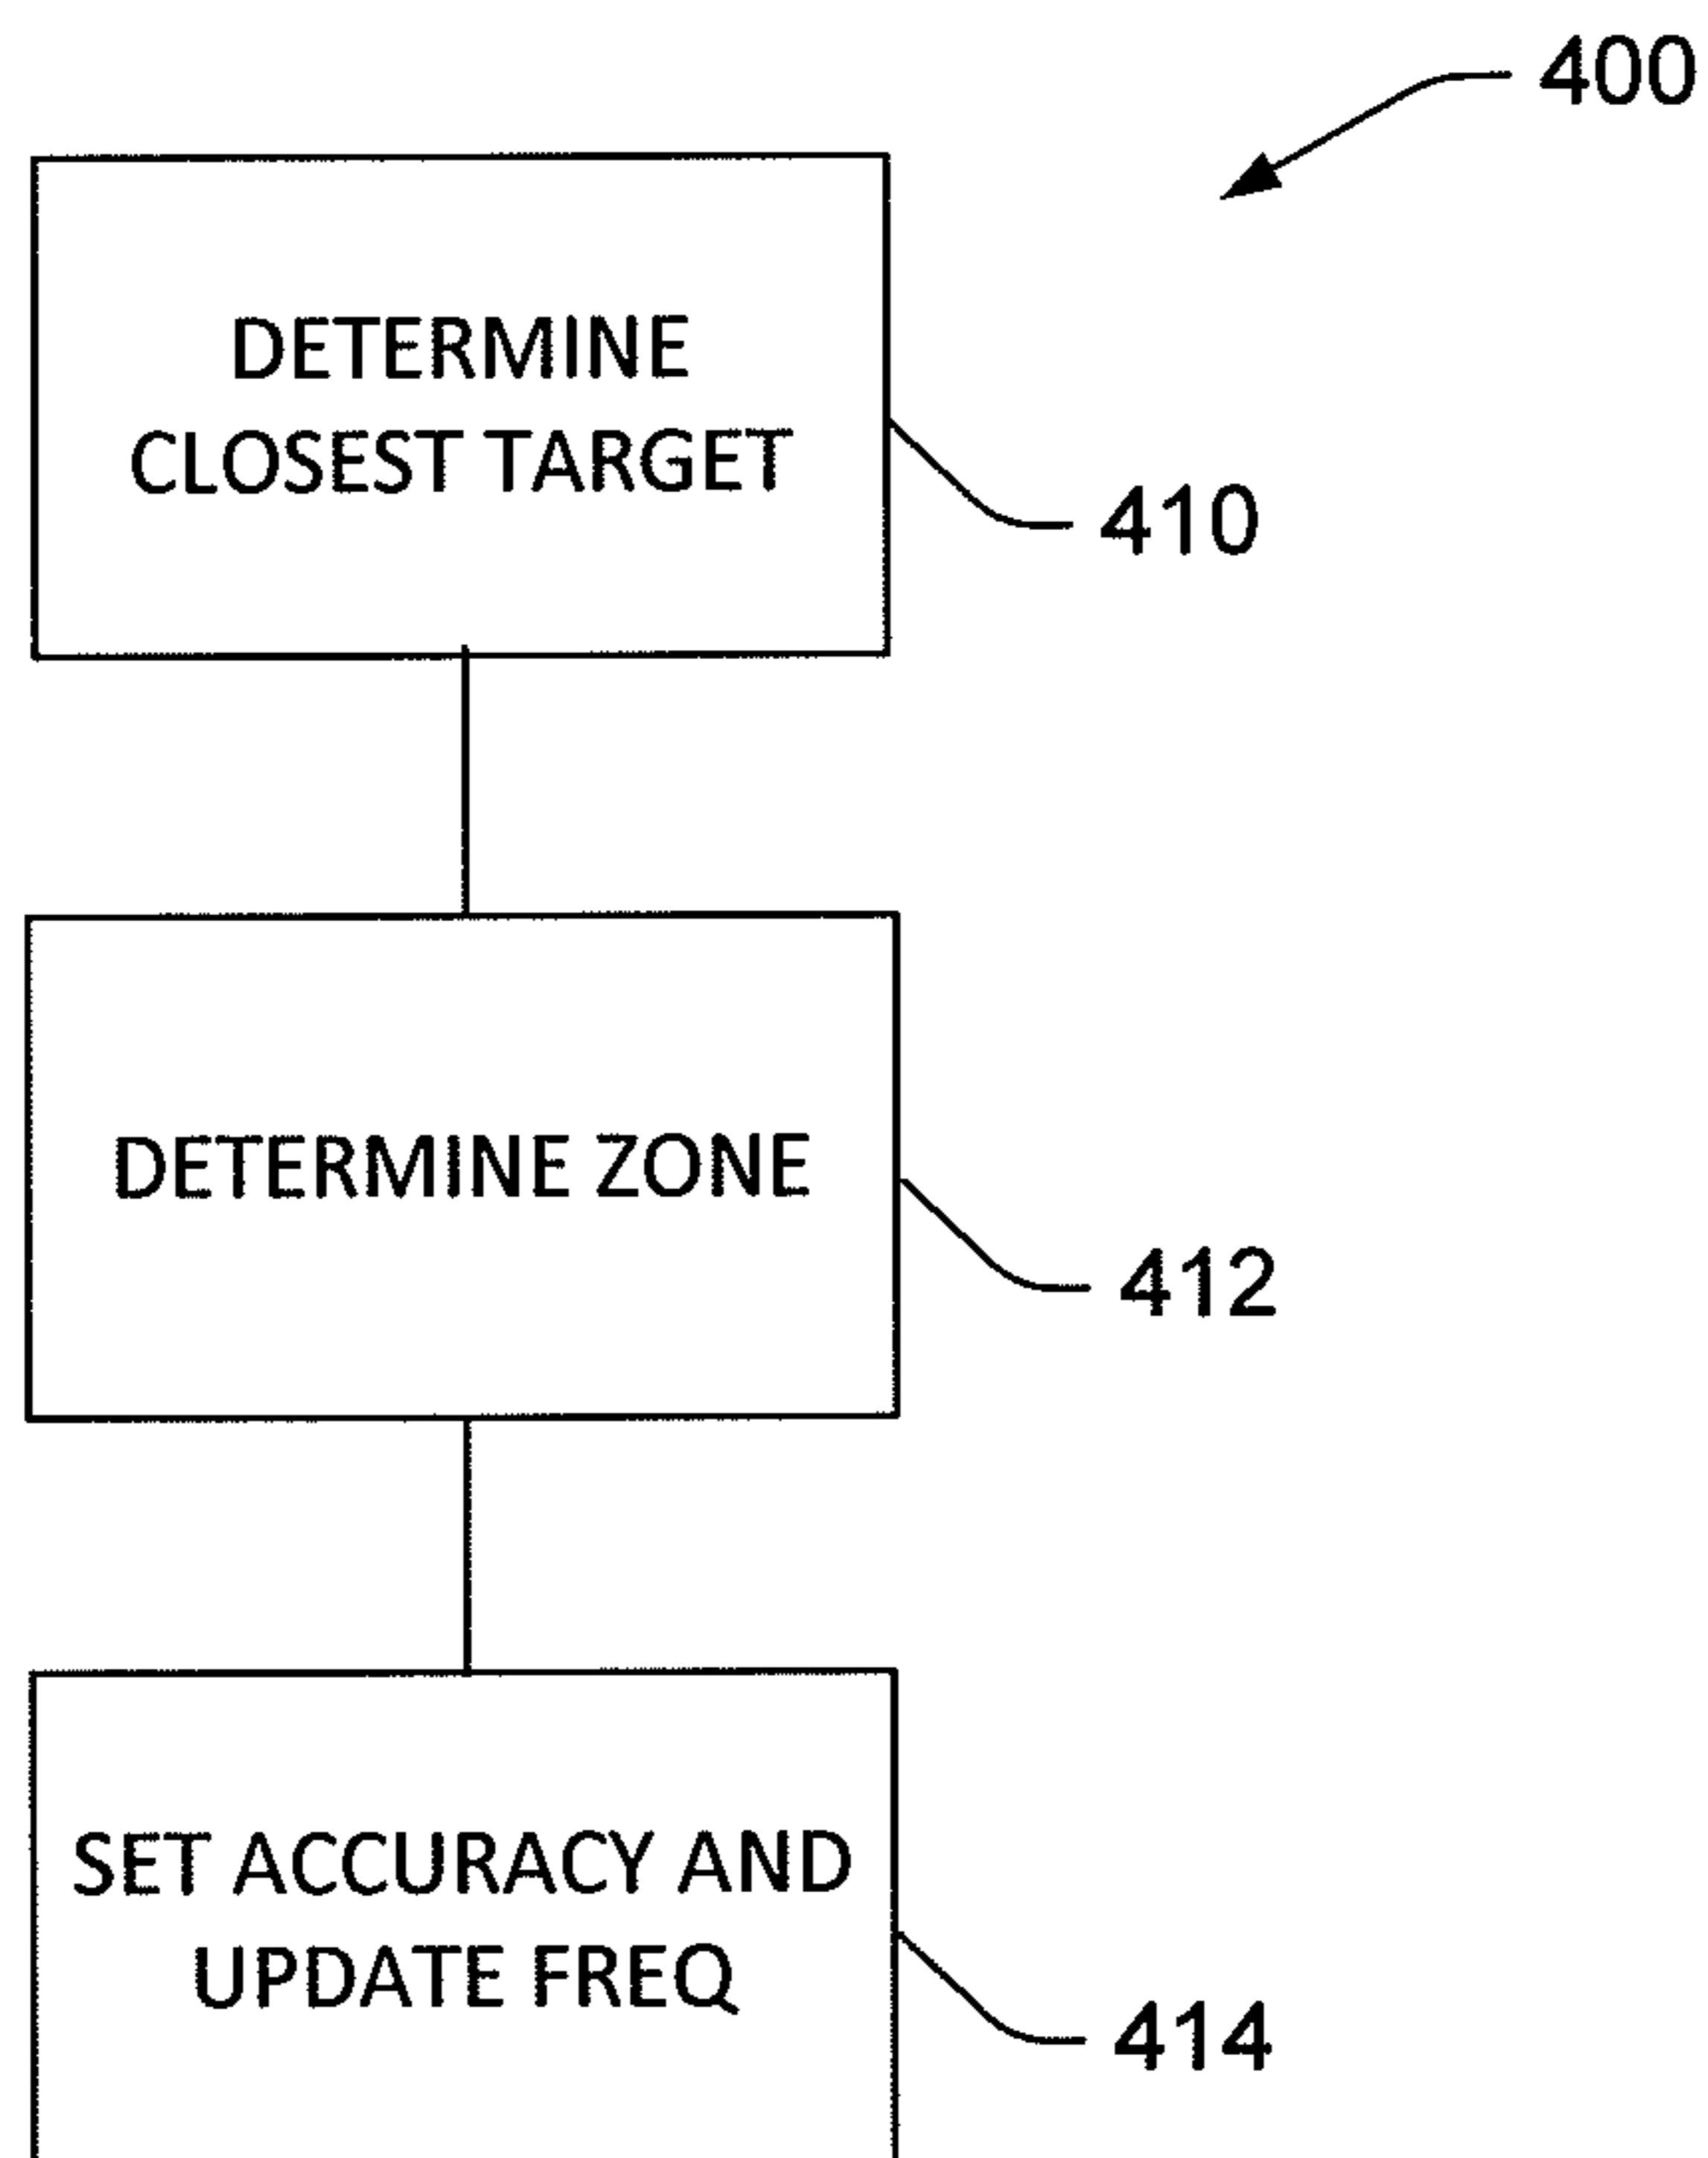 400
DETERMINE
CLOSEST TARGET
410
DETERMINE ZONE
412
SET ACCURACY AND
UPDATE FREQ
414